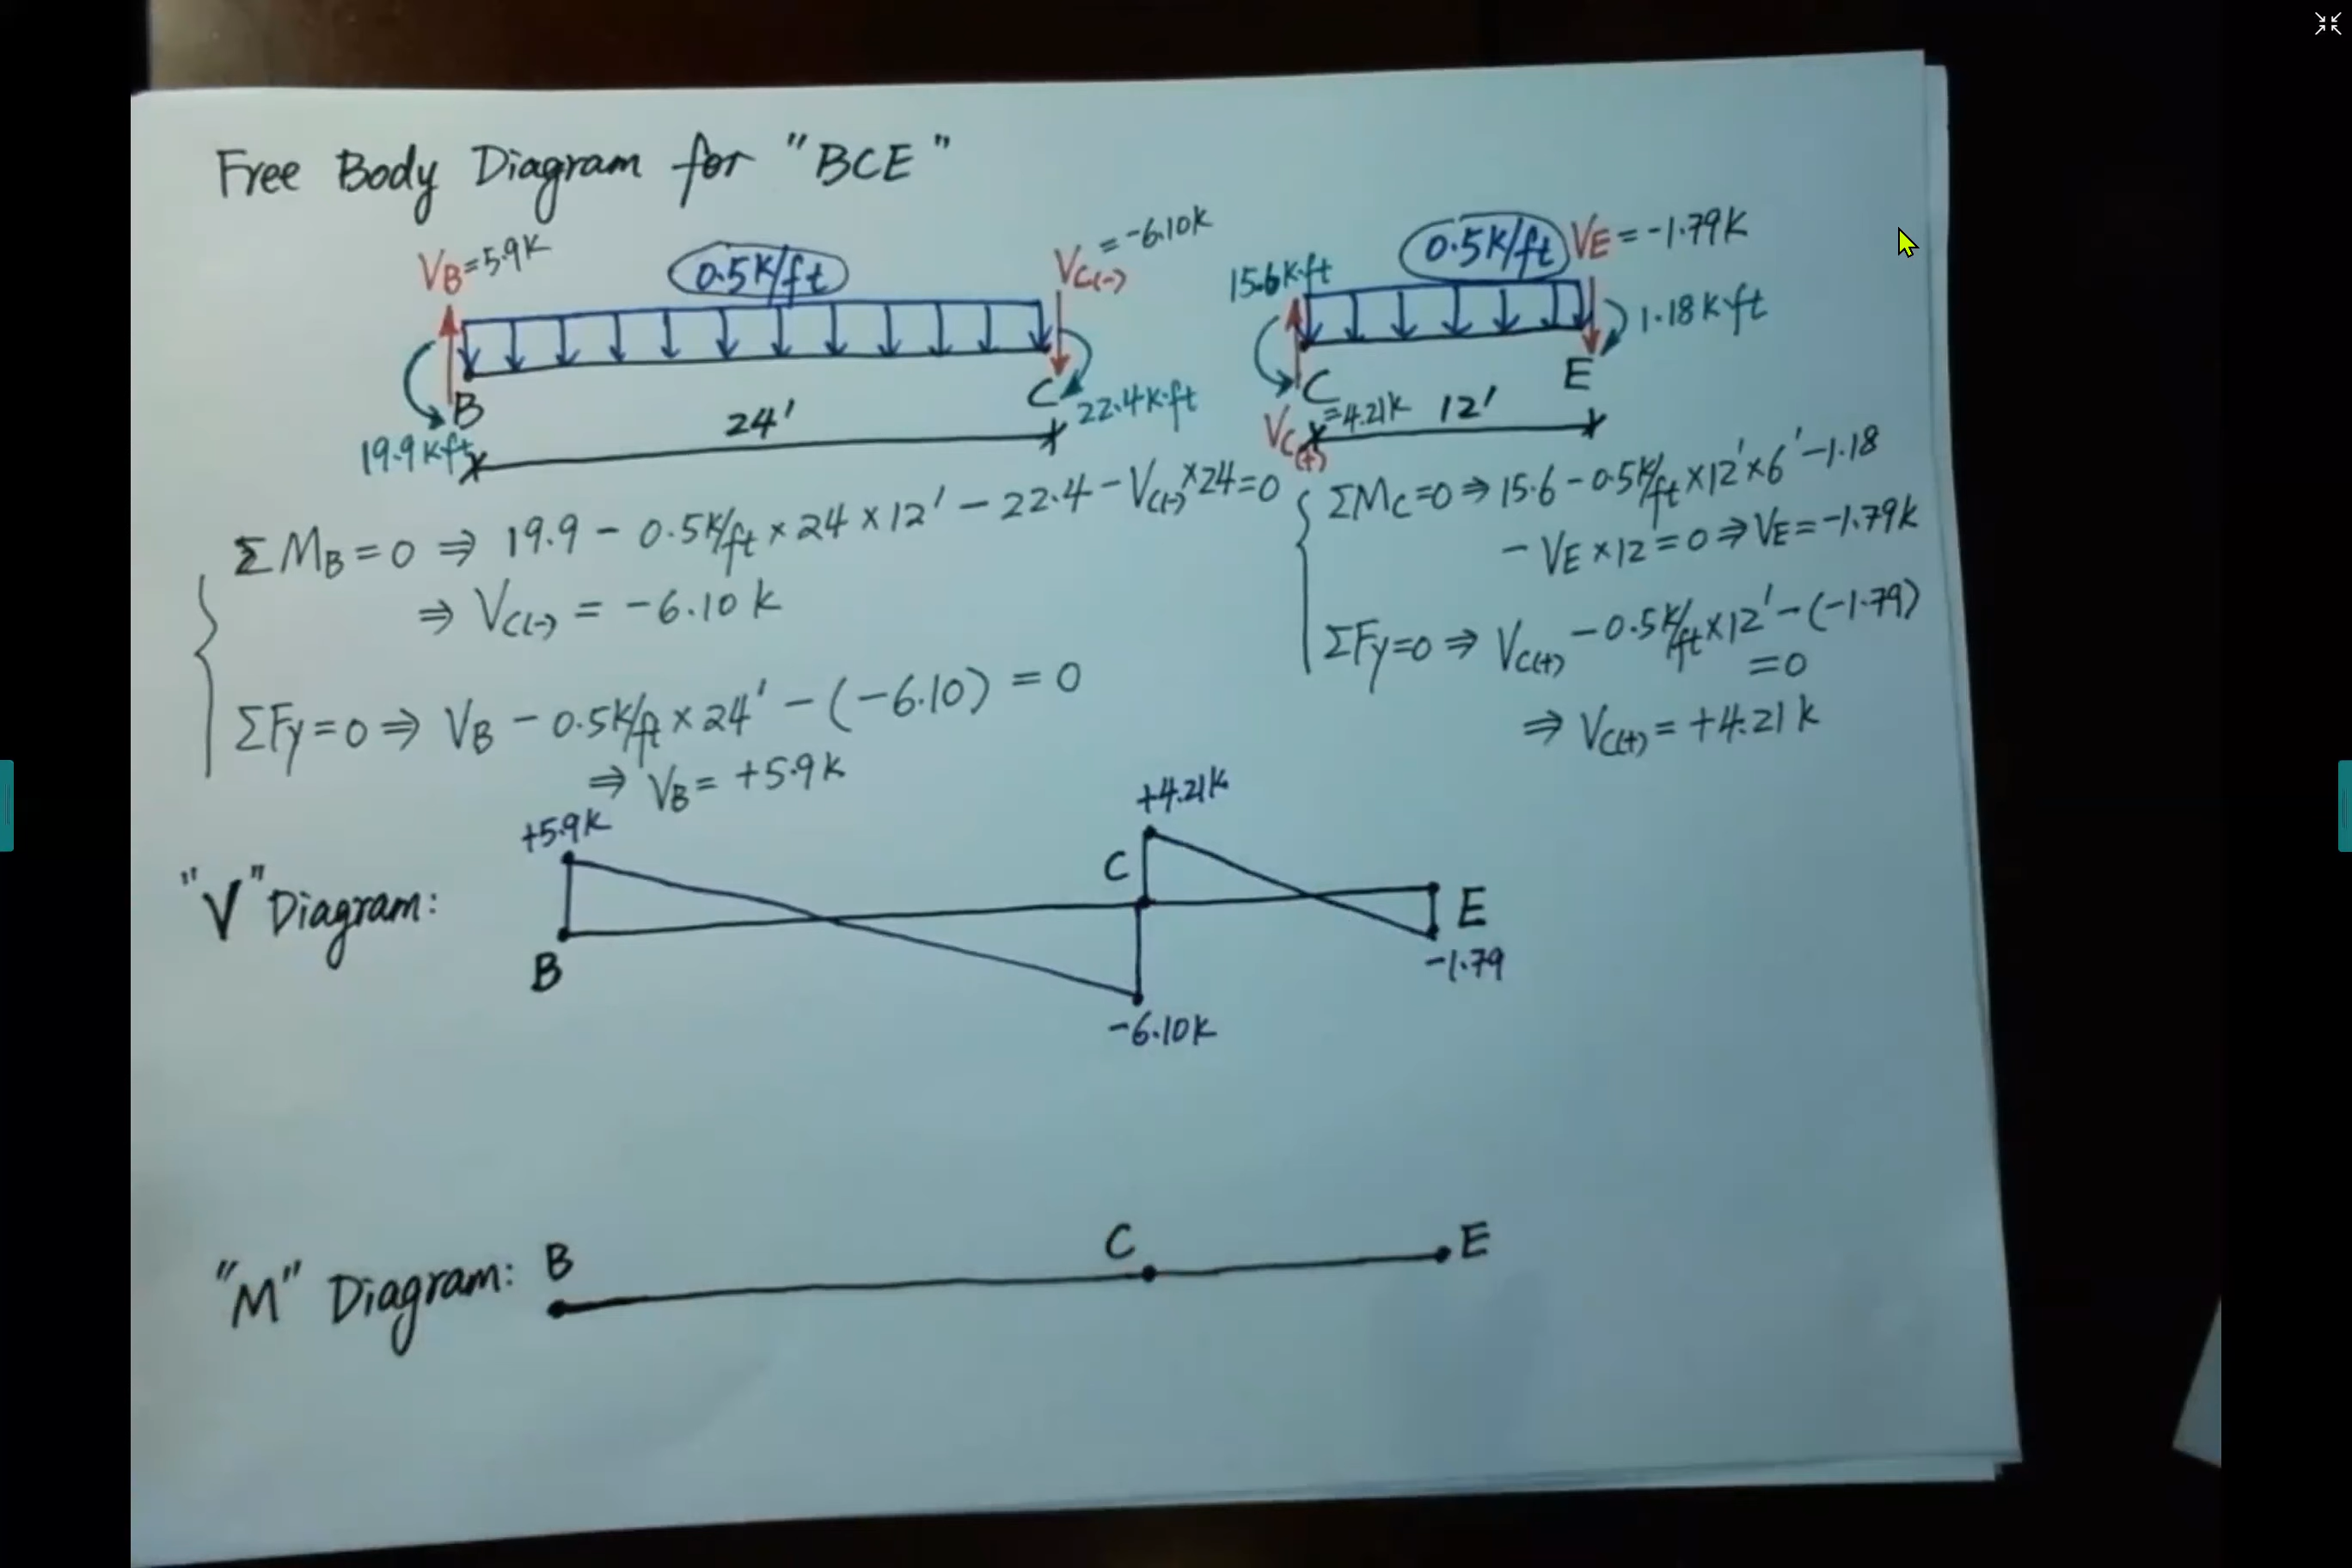 Free Body Diagram for "BCE"
VB=5.9K
0.5K/ft
VC(-)=-6.10K
B
C
19.9K·ft
24'
22.4K·ft
15.6K·ft
0.5K/ft
VE=-1.79K
1.18K·ft
C
E
VC(+)=4.21K
12'
ΣMB=0 ⇒ 19.9 - 0.5K/ft × 24 × 12' - 22.4 - VC(-)×24=0
⇒ VC(-) = -6.10 K
ΣFy=0 ⇒ VB - 0.5K/ft × 24' - (-6.10) = 0
⇒ VB = +5.9K
ΣMC=0 ⇒ 15.6 - 0.5K/ft×12'×6' - 1.18
- VE×12=0 ⇒ VE=-1.79K
ΣFy=0 ⇒ VC(+) - 0.5K/ft×12' - (-1.79)
=0
⇒ VC(+) = +4.21K
"V" Diagram:
+5.9K
B
C
+4.21K
-6.10K
E
-1.79
"M" Diagram:
B
C
E